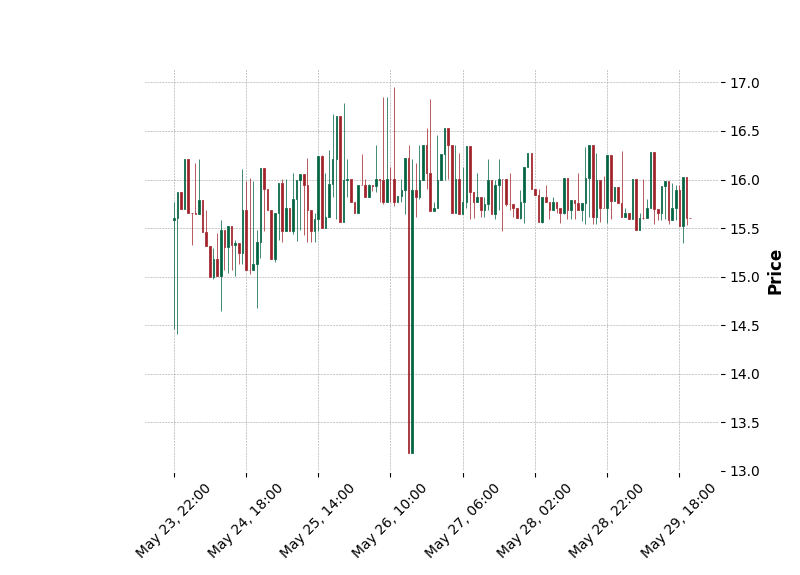 17.0
16.5
16.0
15.5
15.0
14.5
14.0
13.5
13.0
Price
May 23, 22:00
May 24, 18:00
May 25, 14:00
May 26, 10:00
May 27, 06:00
May 28, 02:00
May 28, 22:00
May 29, 18:00